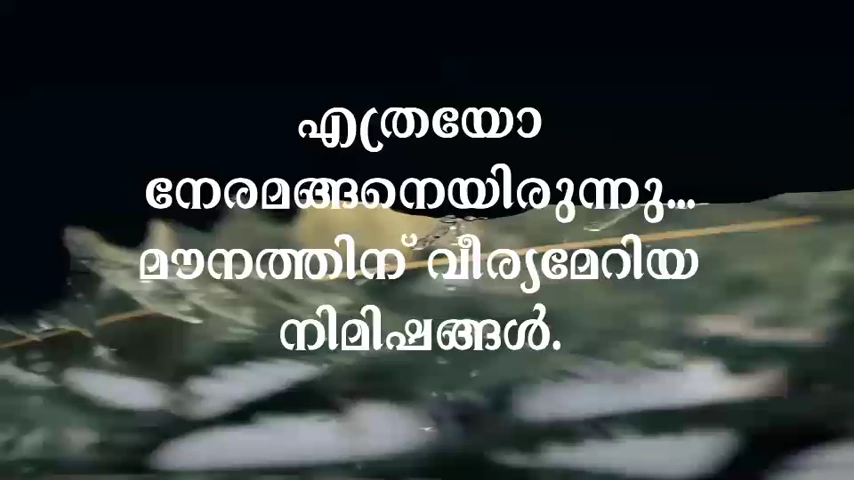 എത്രയോ
നേരമങ്ങനെയിരുന്നു...
മൗനത്തിന് വീര്യമേറിയ
നിമിഷങ്ങൾ.